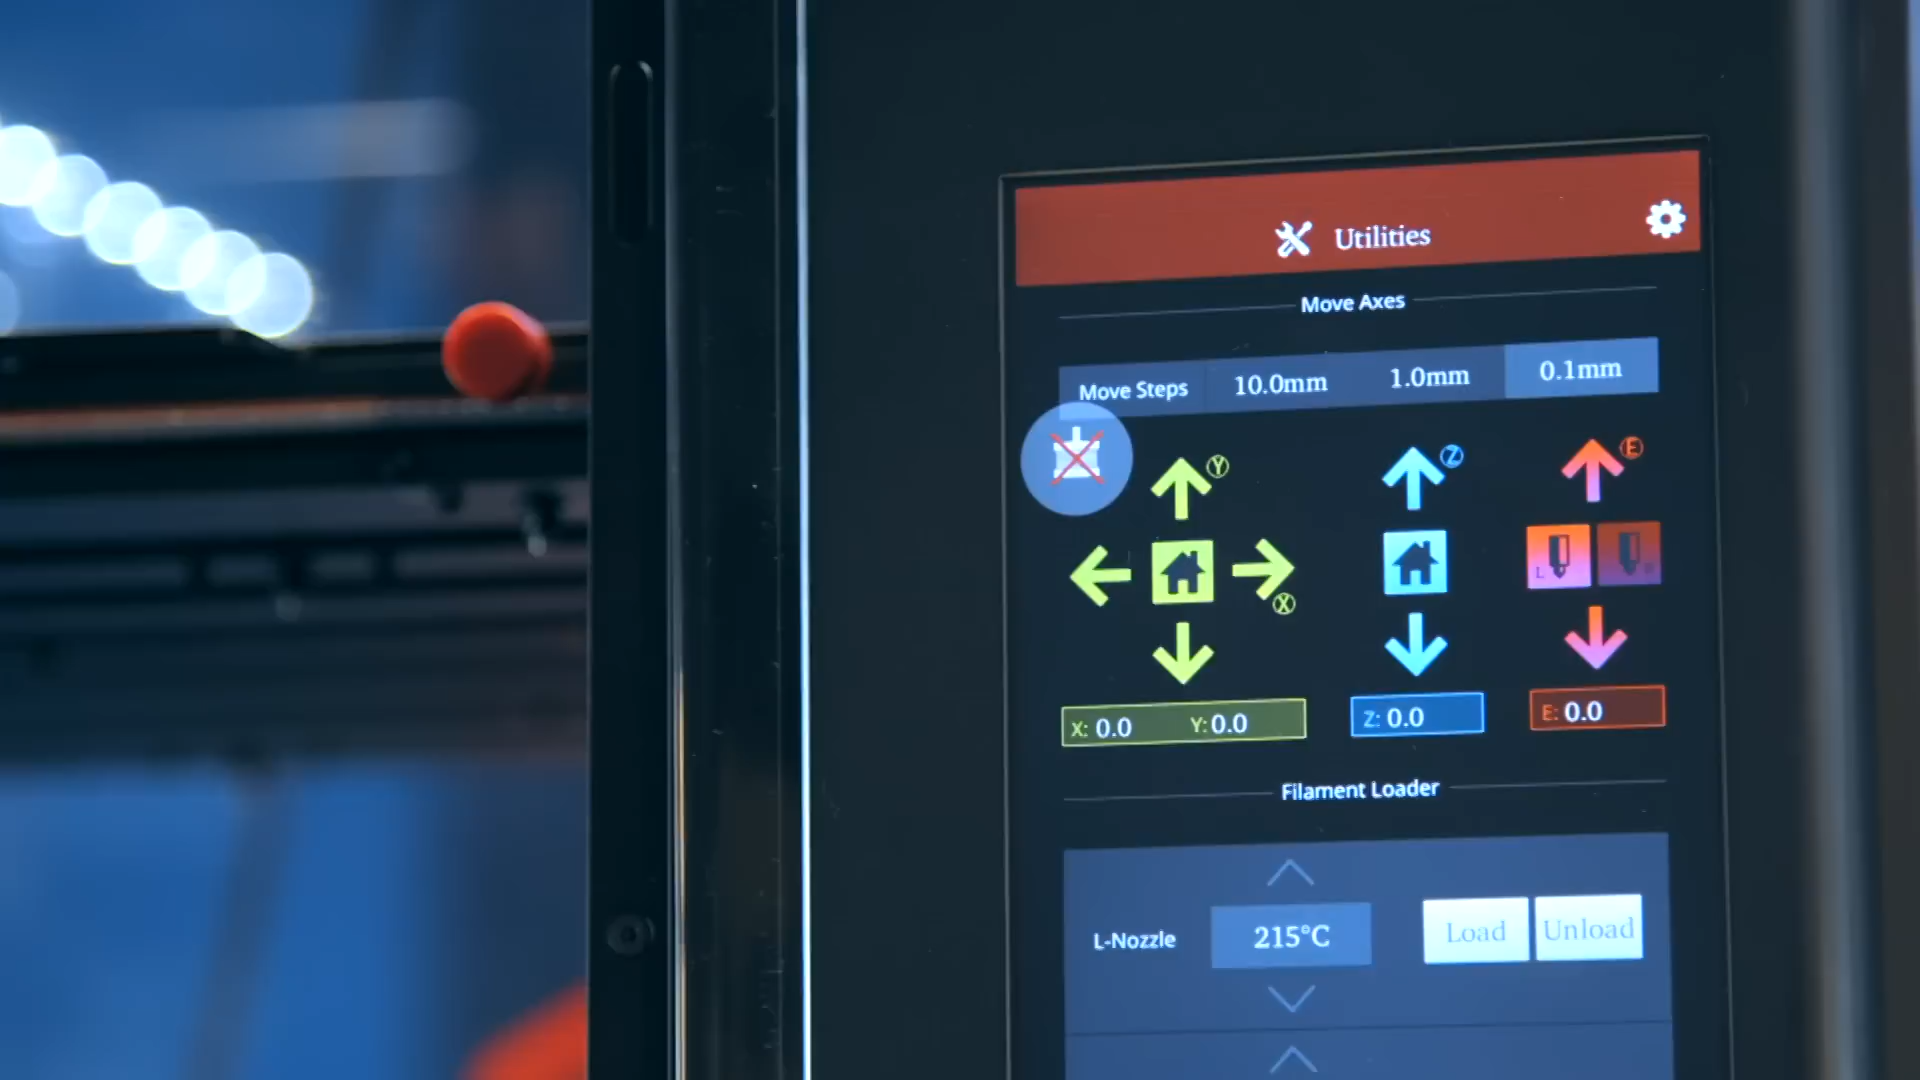 Utilities
Move Axes
Move Steps 10.0mm 1.0mm 0.1mm
Y Z E
L
X
X: 0.0 Y: 0.0 Z: 0.0 E: 0.0
Filament Loader
L-Nozzle 215°C Load Unload